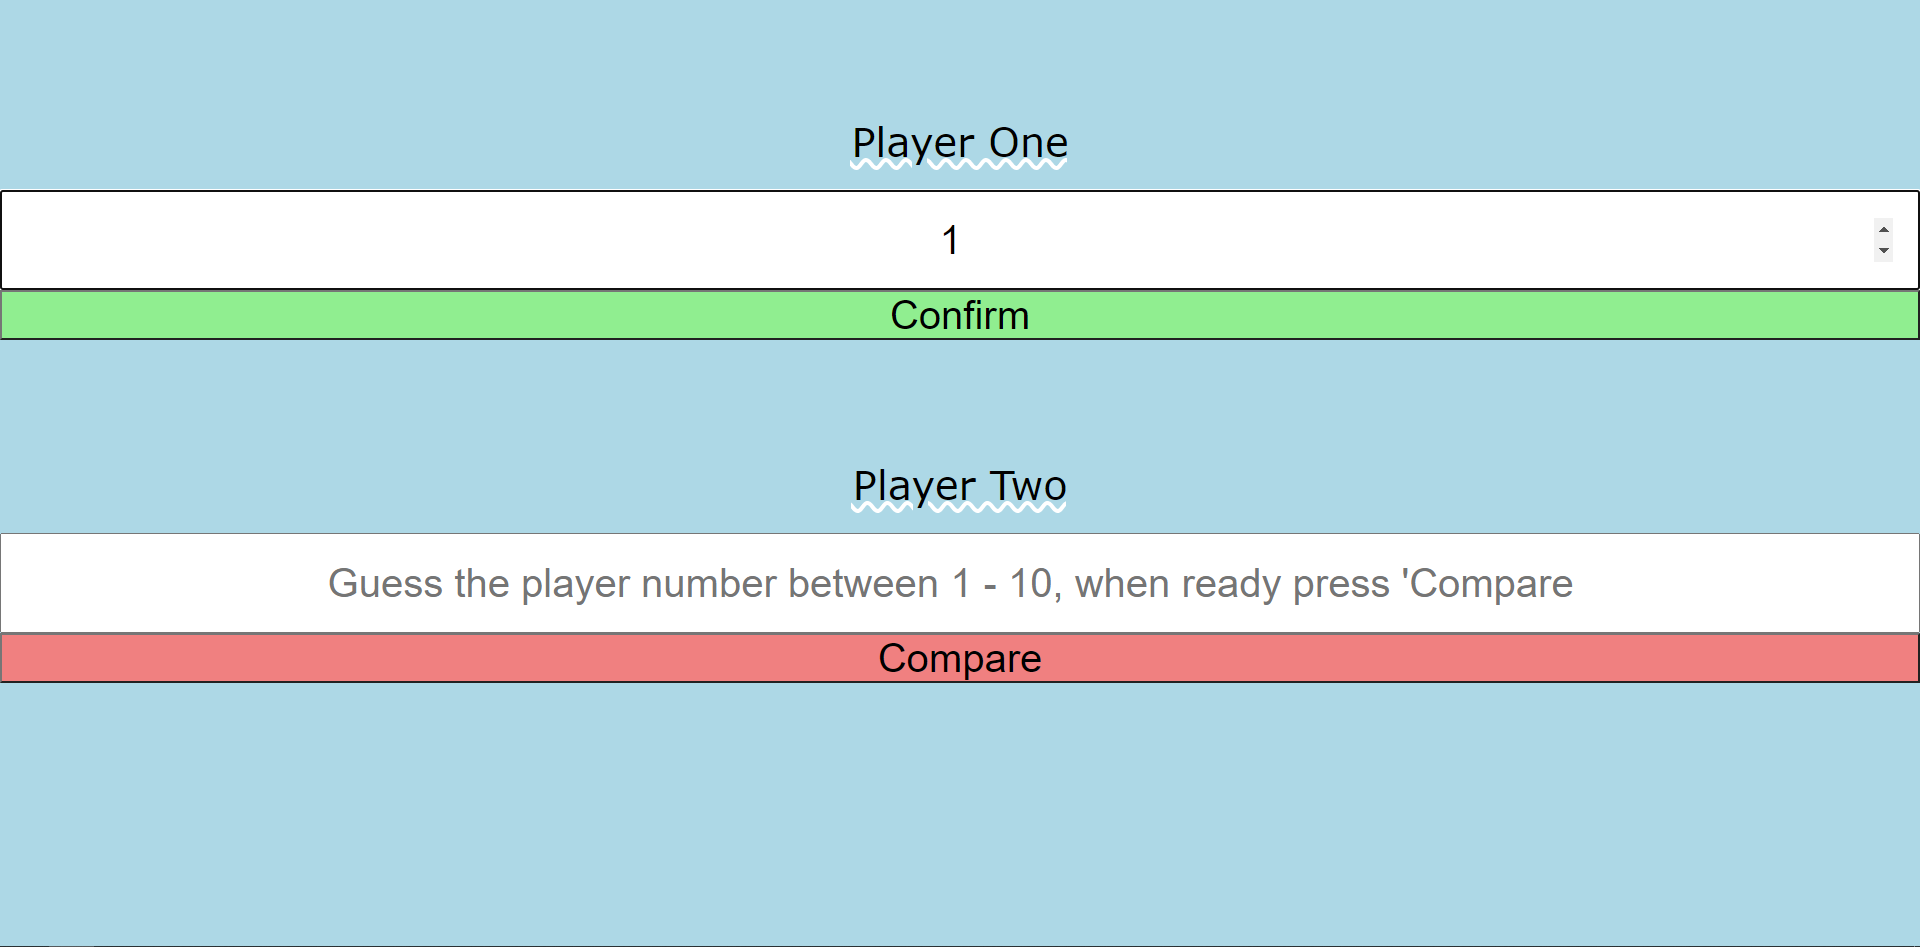 Player One
1
Confirm
Player Two
Guess the player number between 1 - 10, when ready press 'Compare
Compare